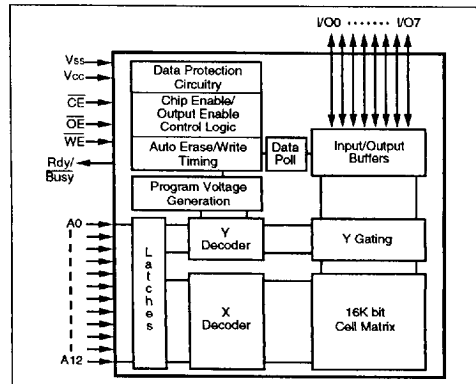 I/O0 ········ I/O7
VSS
VCC
CE
OE
WE
Rdy/
Busy
A0
A12
Data Protection
Circuitry
Chip Enable/
Output Enable
Control Logic
Auto Erase/Write
Timing
Data
Poll
Input/Output
Buffers
Program Voltage
Generation
Latches
Y
Decoder
Y Gating
X
Decoder
16K bit
Cell Matrix